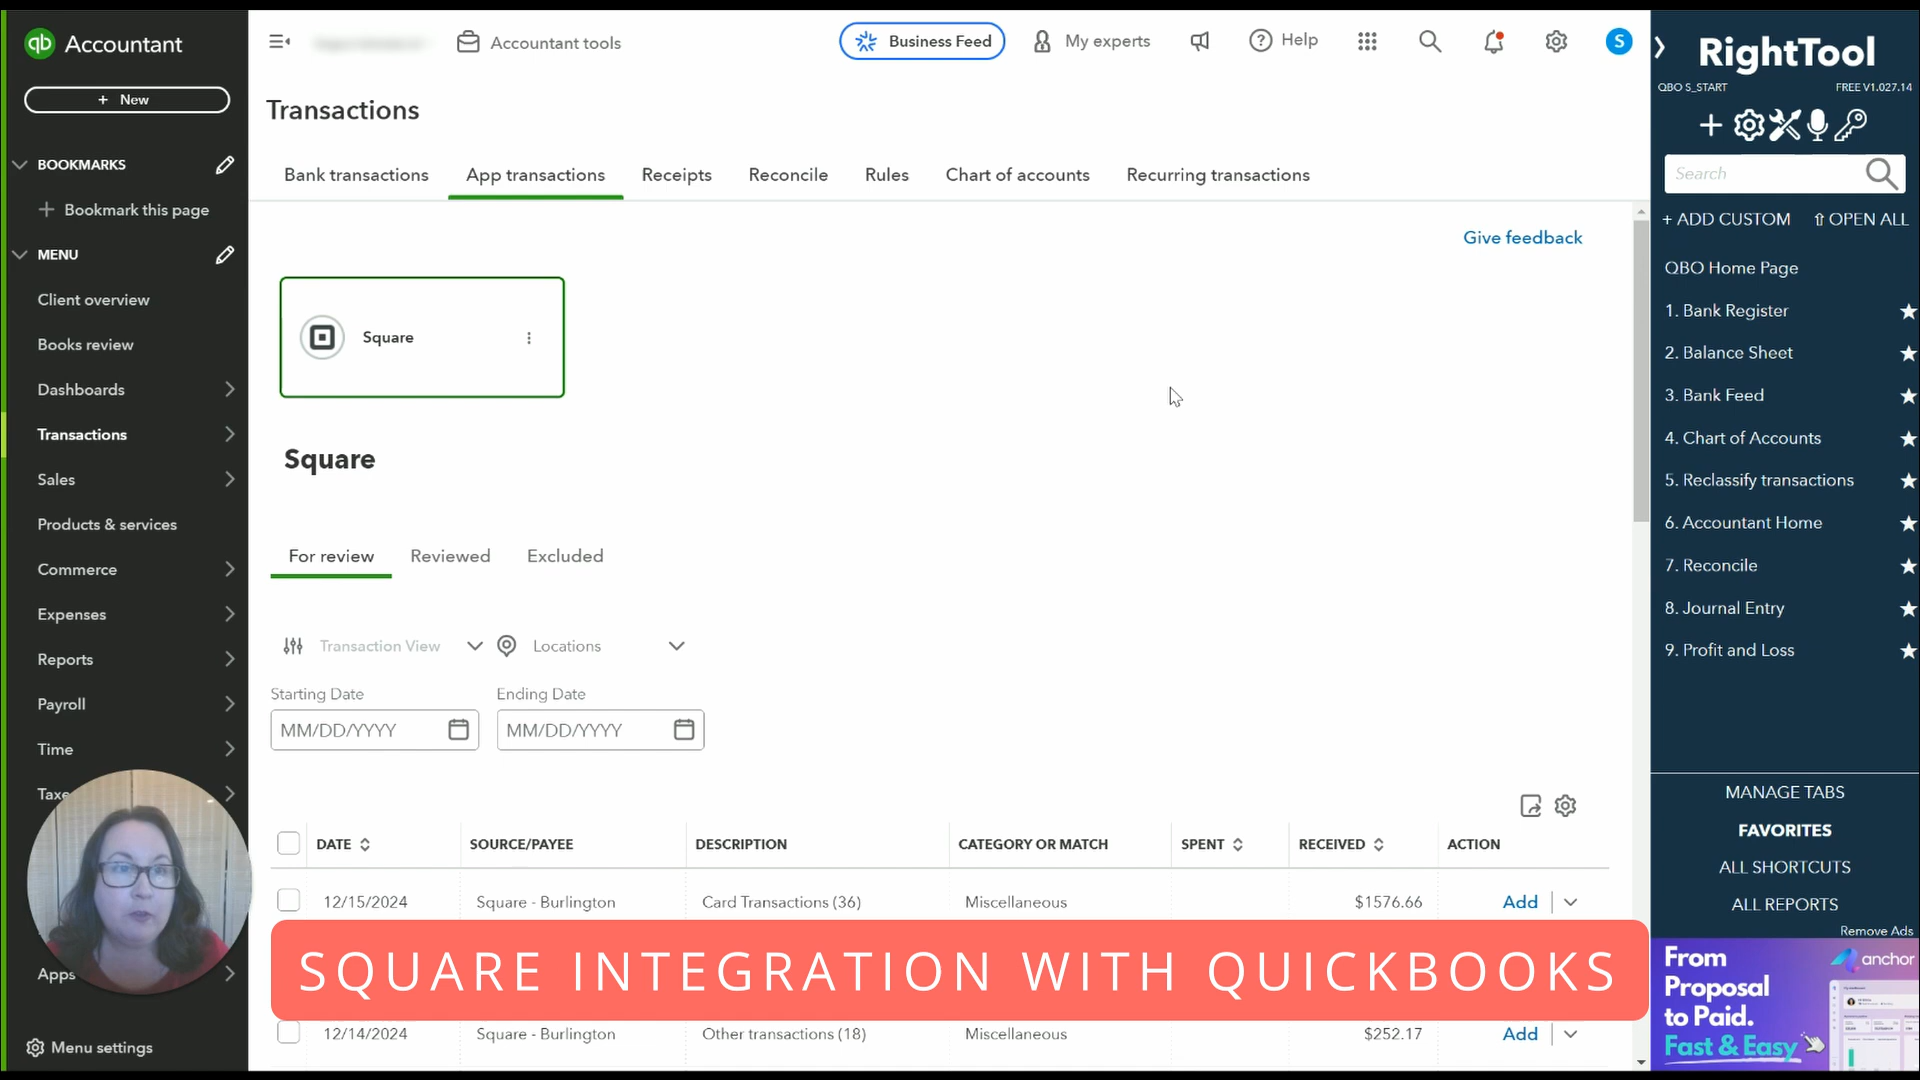 qb Accountant
+ New
BOOKMARKS
Bookmark this page
MENU
Client overview
Books review
Dashboards
Transactions
Sales
Products & services
Commerce
Expenses
Reports
Payroll
Time
Taxe
Apps
Menu settings
Accountant tools
Business Feed
My experts
Help
S
Transactions
Bank transactions
App transactions
Receipts
Reconcile
Rules
Chart of accounts
Recurring transactions
Give feedback
Square
Square
For review
Reviewed
Excluded
Transaction View
Locations
Starting Date
Ending Date
MM/DD/YYYY
MM/DD/YYYY
DATE SOURCE/PAYEE DESCRIPTION CATEGORY OR MATCH SPENT RECEIVED ACTION
12/15/2024 Square - Burlington Card Transactions (36) Miscellaneous $1576.66 Add
SQUARE INTEGRATION WITH QUICKBOOKS
12/14/2024 Square - Burlington Other transactions (18) Miscellaneous $252.17 Add
RightTool
QBO S_START FREE V1.027.14
Search
+ ADD CUSTOM ⇧ OPEN ALL
QBO Home Page
1. Bank Register
2. Balance Sheet
3. Bank Feed
4. Chart of Accounts
5. Reclassify transactions
6. Accountant Home
7. Reconcile
8. Journal Entry
9. Profit and Loss
MANAGE TABS
FAVORITES
ALL SHORTCUTS
ALL REPORTS
Remove Ads
From
Proposal
to Paid.
Fast & Easy
anchor